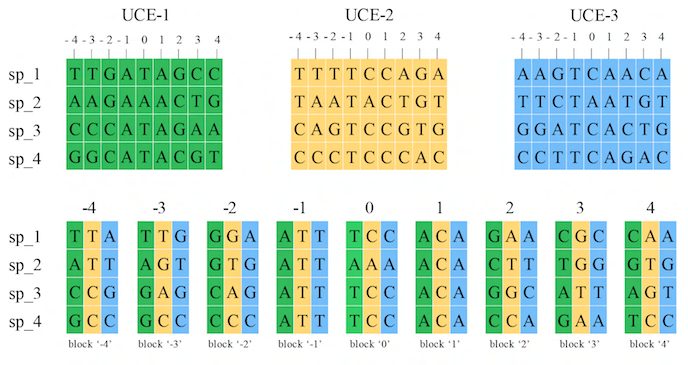 UCE-1 UCE-2 UCE-3
-4 -3 -2 -1 0 1 2 3 4 -4 -3 -2 -1 0 1 2 3 4 -4 -3 -2 -1 0 1 2 3 4
sp_1 T T G A T A G C C T T T T C C A G A A A G T C A A C A
sp_2 A A G A A A C T G T A A T A C T G T T T C T A A T G T
sp_3 C C C A T A G A A C A G T C C G T G G G A T C A C T G
sp_4 G G C A T A C G T C C C T C C C A C C C T T C A G A C
-4 -3 -2 -1 0 1 2 3 4
sp_1 T T A T T G G G A A T T T C C A C A G A A C G C C A A
sp_2 A T T A G T G T G A T T A A A A C A C T T T G G G T G
sp_3 C C G G A G C A G A T T T C C A C A G G C A T T A G T
sp_4 G C C G C C C C C A T T T C C A C A C C A G A A T C C
block ‘-4’ block ‘-3’ block ‘-2’ block ‘-1’ block ‘0’ block ‘1’ block ‘2’ block ‘3’ block ‘4’